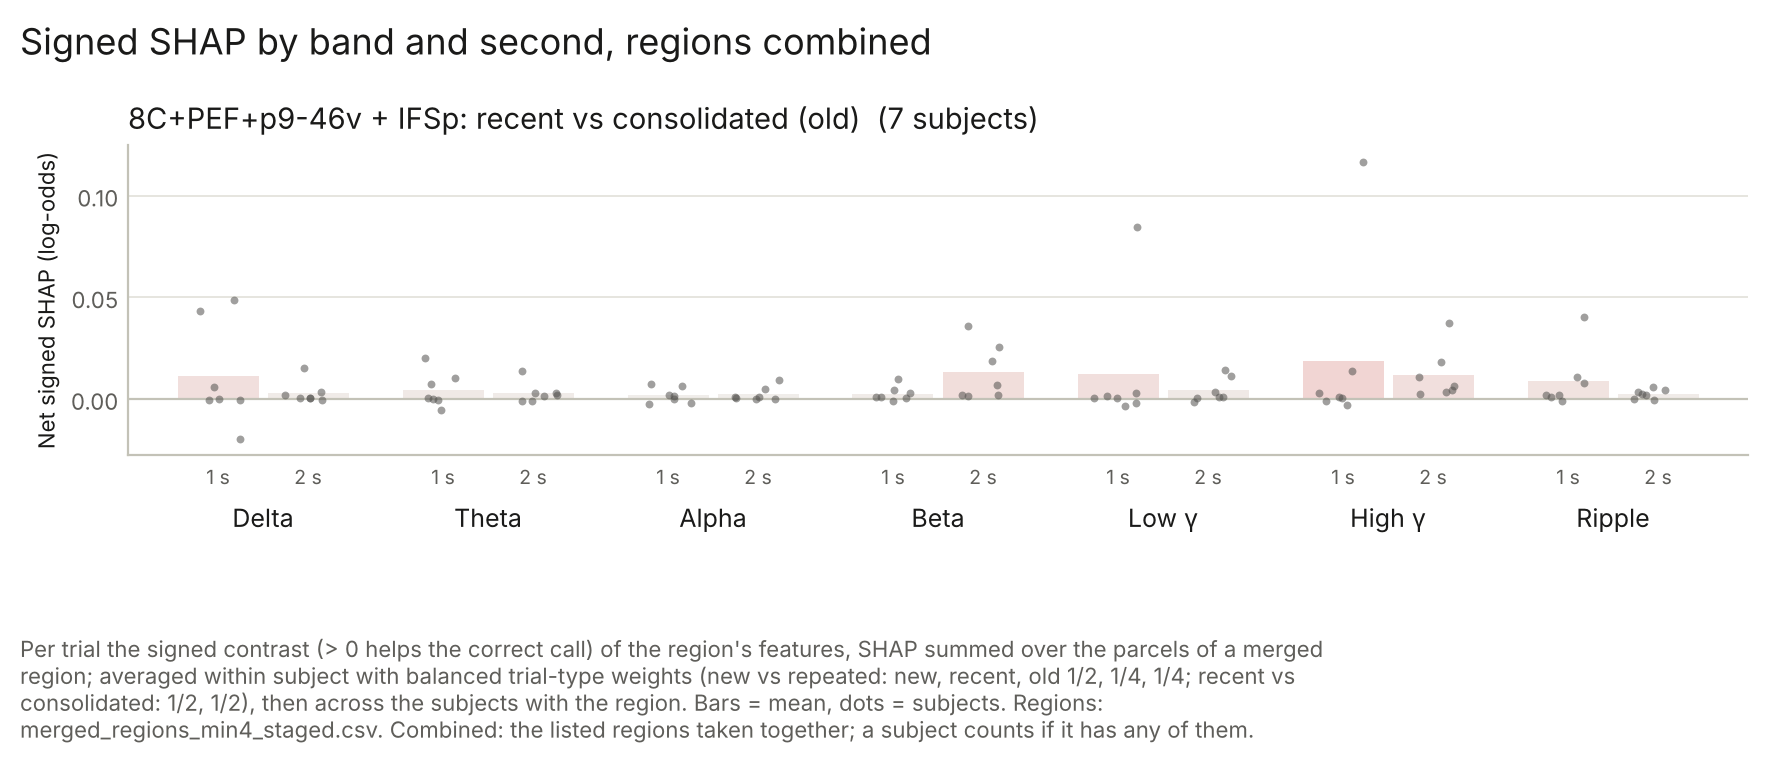 Signed SHAP by band and second, regions combined
8C+PEF+p9-46v + IFSp: recent vs consolidated (old)  (7 subjects)
Net signed SHAP (log-odds)
0.10
0.05
0.00
1 s 2 s 1 s 2 s 1 s 2 s 1 s 2 s 1 s 2 s 1 s 2 s 1 s 2 s
Delta Theta Alpha Beta Low γ High γ Ripple
Per trial the signed contrast (> 0 helps the correct call) of the region's features, SHAP summed over the parcels of a merged
region; averaged within subject with balanced trial-type weights (new vs repeated: new, recent, old 1/2, 1/4, 1/4; recent vs
consolidated: 1/2, 1/2), then across the subjects with the region. Bars = mean, dots = subjects. Regions:
merged_regions_min4_staged.csv. Combined: the listed regions taken together; a subject counts if it has any of them.